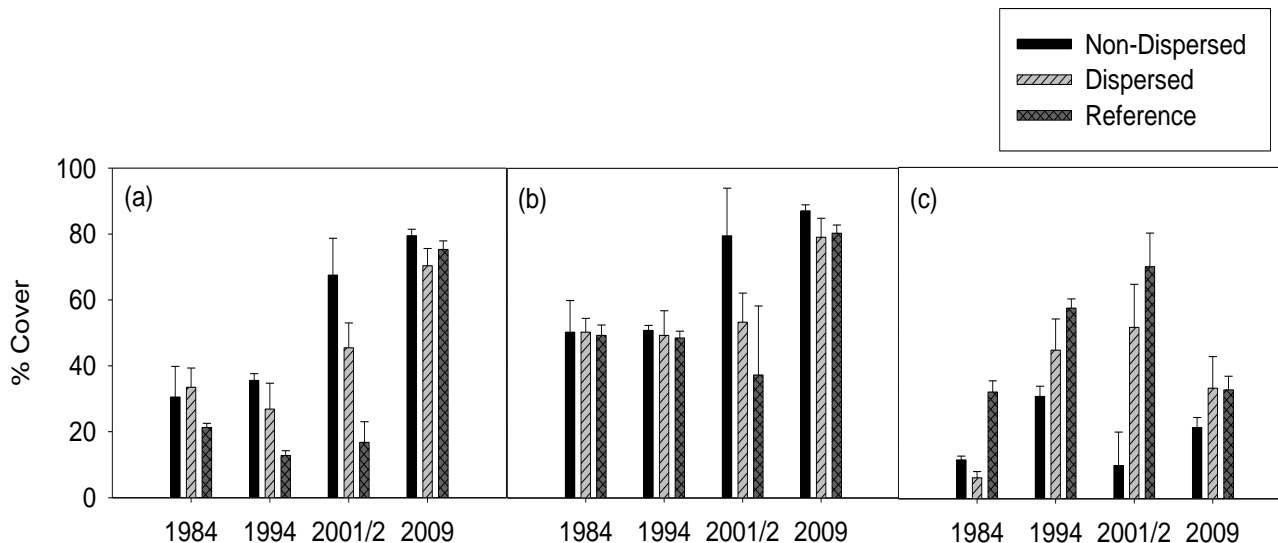 Non-Dispersed
Dispersed
Reference
% Cover
100
80
60
40
20
0
(a)
(b)
(c)
1984 1994 2001/2 2009
1984 1994 2001/2 2009
1984 1994 2001/2 2009